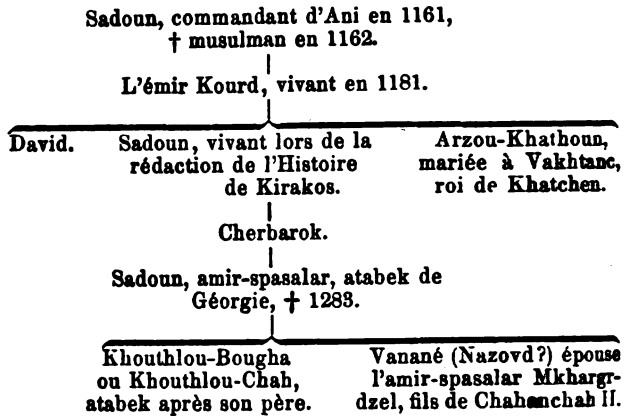 Sadoun, commandant d'Ani en 1161,
† musulman en 1162.
L'émir Kourd, vivant en 1181.
David.
Sadoun, vivant lors de la
rédaction de l'Histoire
de Kirakos.
Arzou-Khathoun,
mariée à Vakhtanc,
roi de Khatchen.
Cherbarok.
Sadoun, amir-spasalar, atabek de
Géorgie, † 1283.
Khouthlou-Bougha
ou Khouthlou-Chah,
atabek après son père.
Vanané (Nazovd?) épouse
l'amir-spasalar Mkhargr-
dzel, fils de Chahanchah II.